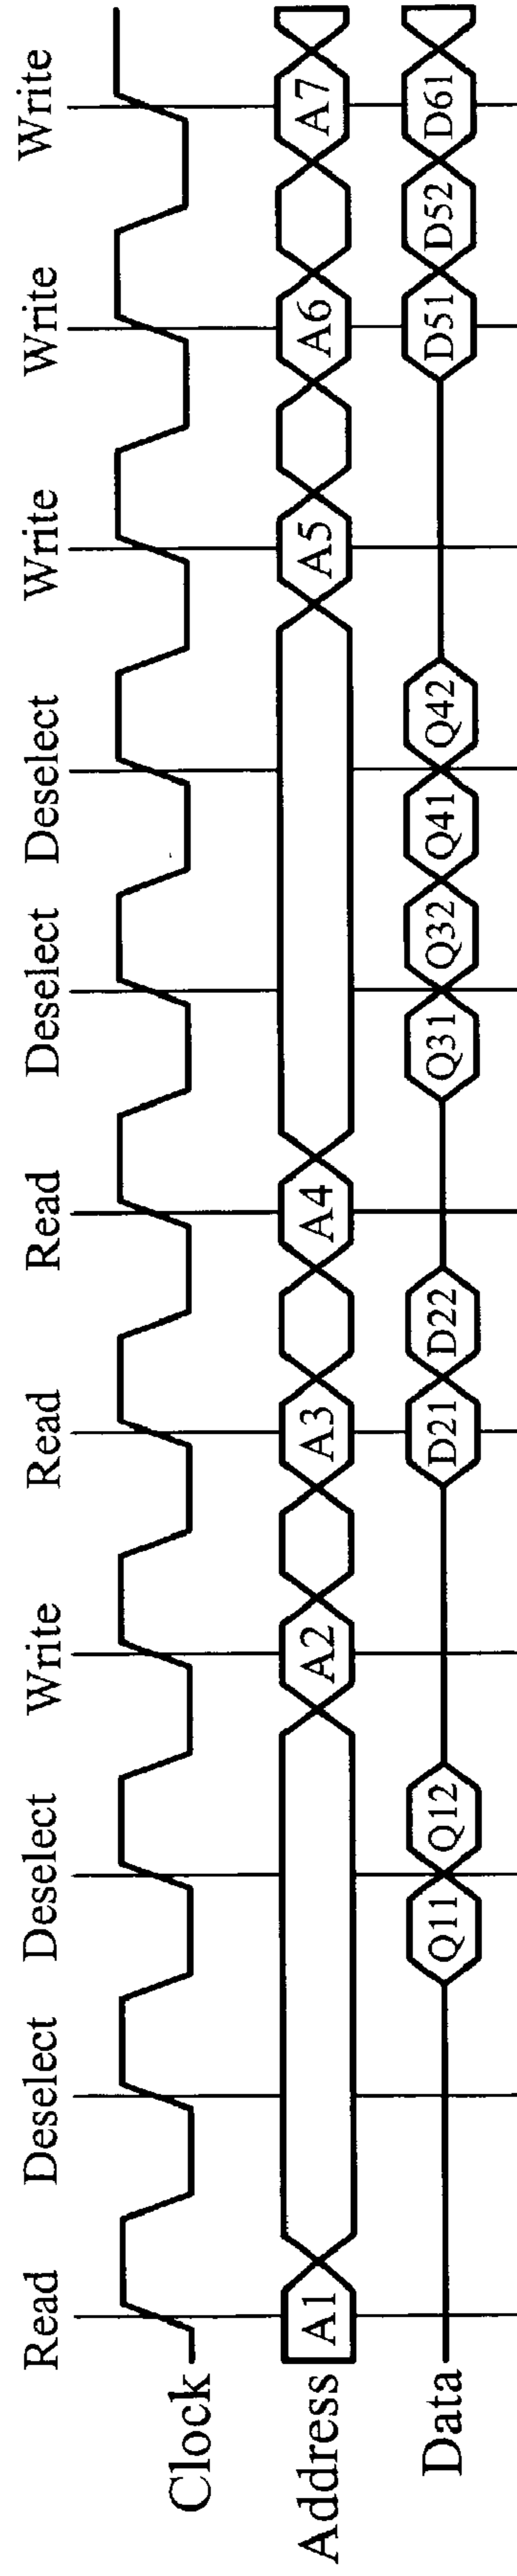 Read Deselect Deselect Write Read Read Deselect Deselect Write Write Write
Clock
Address A1 A2 A3 A4 A5 A6 A7
Data Q11 Q12 D21 D22 Q31 Q32 Q41 Q42 D51 D52 D61